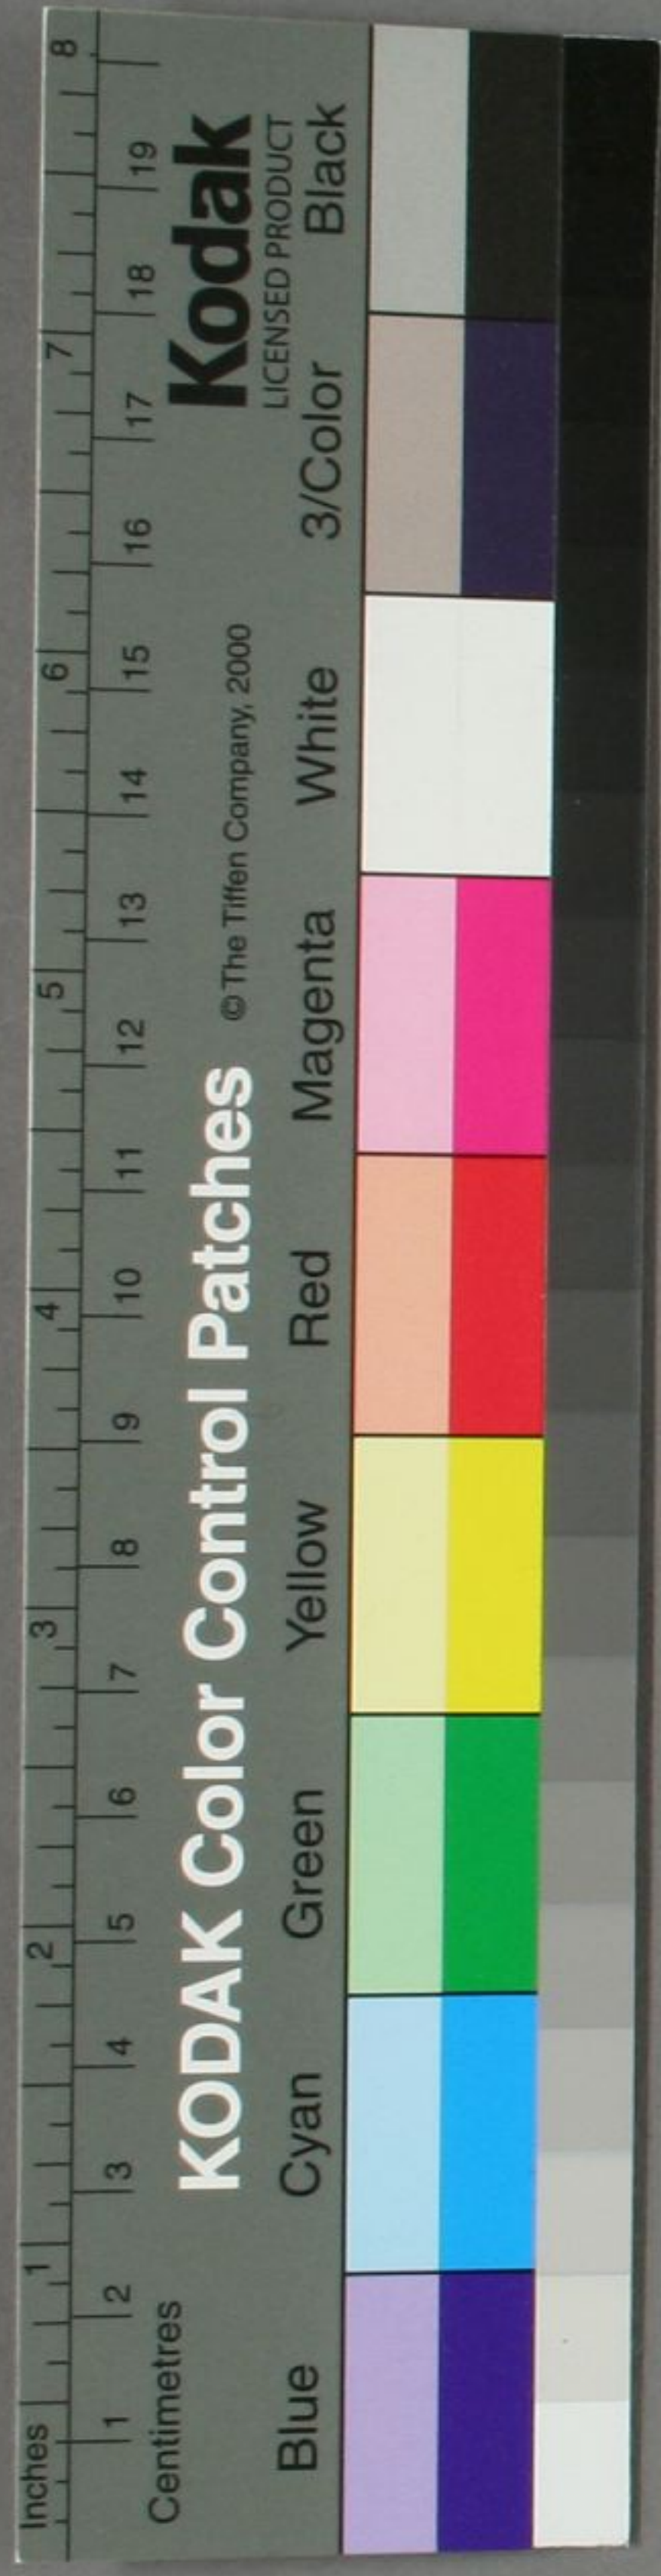 Inches 1 2 3 4 5 6 7 8
1 2 3 4 5 6 7 8 9 10 11 12 13 14 15 16 17 18 19
Centimetres
KODAK Color Control Patches © The Tiffen Company, 2000 Kodak
LICENSED PRODUCT
Blue Cyan Green Yellow Red Magenta White 3/Color Black